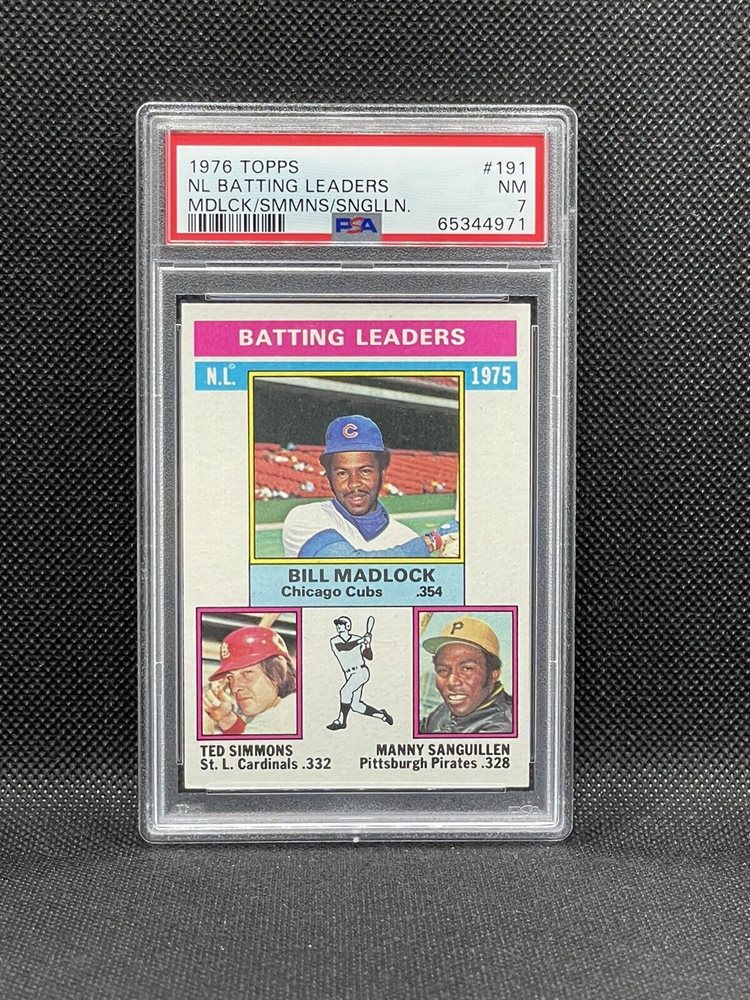 1976 TOPPS #191
NL BATTING LEADERS NM
MDLCK/SMMNS/SNGLLN. 7
PSA 65344971
BATTING LEADERS
N.L. 1975
C
BILL MADLOCK
Chicago Cubs .354
P
TED SIMMONS
St. L. Cardinals .332
MANNY SANGUILLEN
Pittsburgh Pirates .328